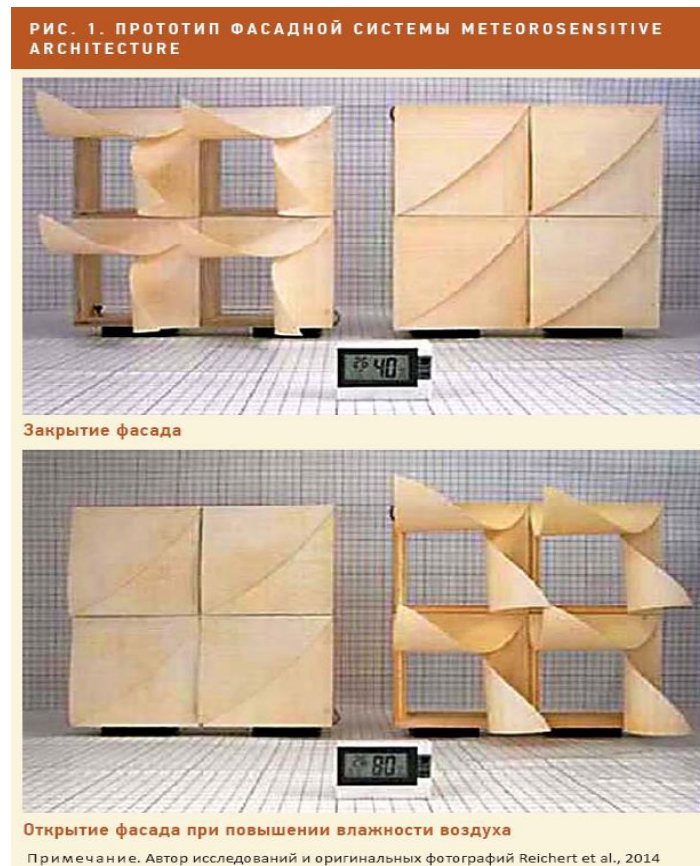 РИС. 1. ПРОТОТИП ФАСАДНОЙ СИСТЕМЫ METEOROSENSITIVE
ARCHITECTURE
26 40
Закрытие фасада
26 80
Открытие фасада при повышении влажности воздуха
Примечание. Автор исследований и оригинальных фотографий Reichert et al., 2014